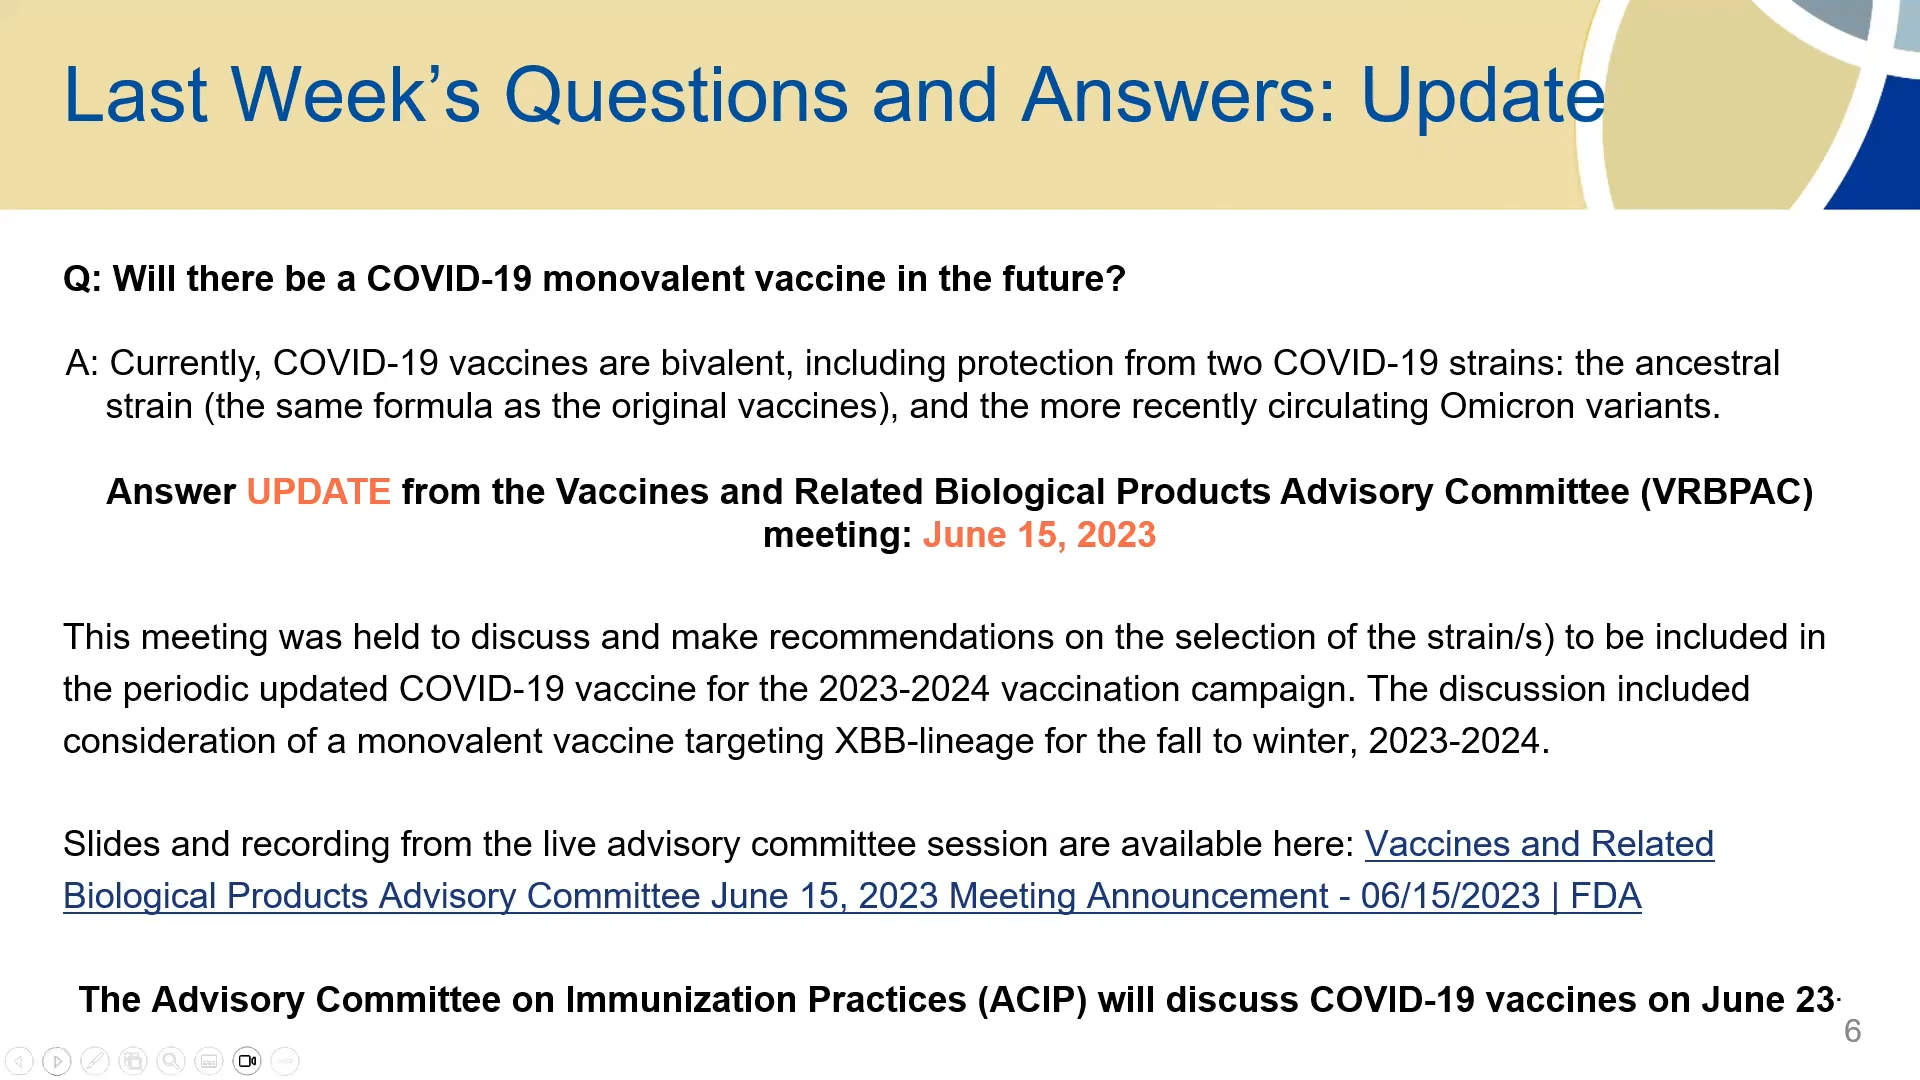 Last Week’s Questions and Answers: Update
Q: Will there be a COVID-19 monovalent vaccine in the future?
A: Currently, COVID-19 vaccines are bivalent, including protection from two COVID-19 strains: the ancestral
strain (the same formula as the original vaccines), and the more recently circulating Omicron variants.
Answer UPDATE from the Vaccines and Related Biological Products Advisory Committee (VRBPAC)
meeting: June 15, 2023
This meeting was held to discuss and make recommendations on the selection of the strain/s) to be included in
the periodic updated COVID-19 vaccine for the 2023-2024 vaccination campaign. The discussion included
consideration of a monovalent vaccine targeting XBB-lineage for the fall to winter, 2023-2024.
Slides and recording from the live advisory committee session are available here: Vaccines and Related
Biological Products Advisory Committee June 15, 2023 Meeting Announcement - 06/15/2023 | FDA
The Advisory Committee on Immunization Practices (ACIP) will discuss COVID-19 vaccines on June 23.
6